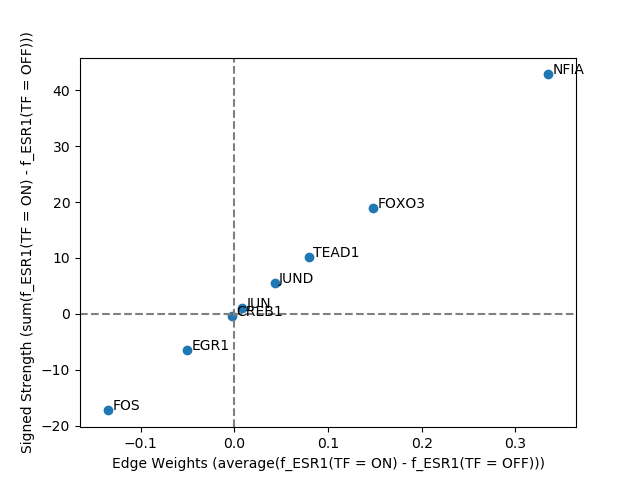 Signed Strength (sum(f_ESR1(TF = ON) - f_ESR1(TF = OFF)))
40
30
20
10
0
−10
−20
NFIA
FOXO3
TEAD1
JUND
JUN
CREB1
EGR1
FOS
−0.1
0.0
0.1
0.2
0.3
Edge Weights (average(f_ESR1(TF = ON) - f_ESR1(TF = OFF)))